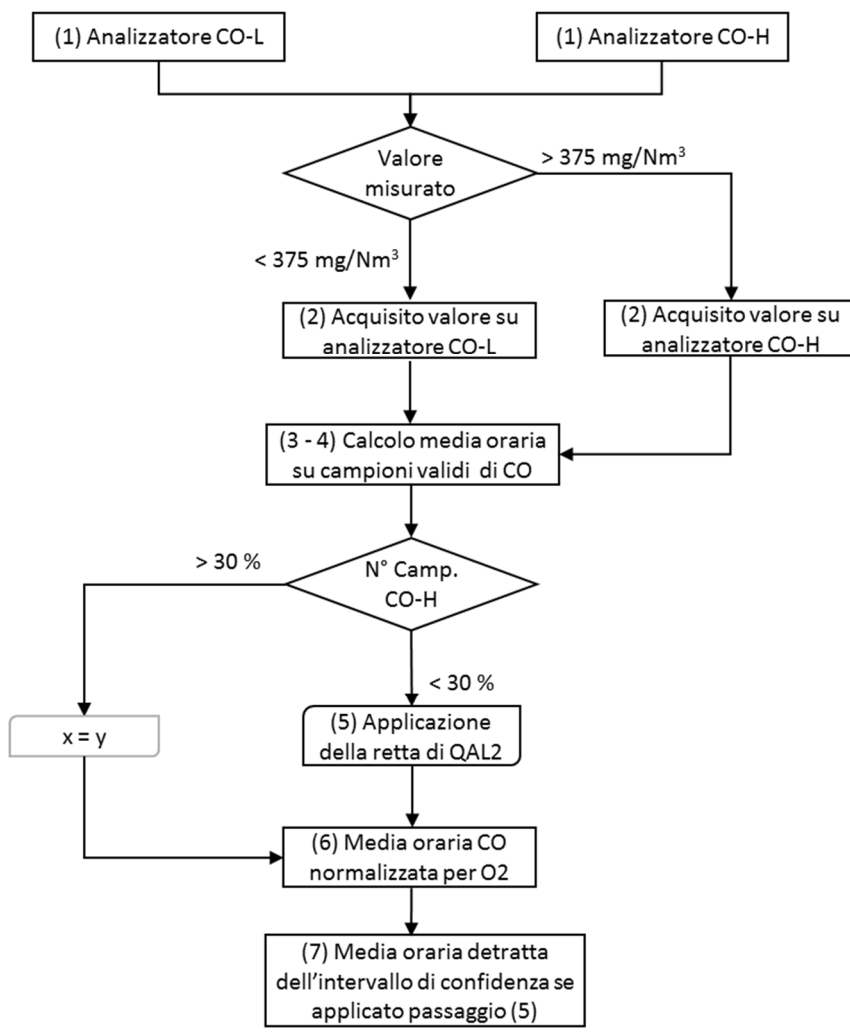 (1) Analizzatore CO-L
(1) Analizzatore CO-H
Valore
misurato
> 375 mg/Nm³
< 375 mg/Nm³
(2) Acquisito valore su
analizzatore CO-L
(2) Acquisito valore su
analizzatore CO-H
(3 - 4) Calcolo media oraria
su campioni validi di CO
> 30 %
N° Camp.
CO-H
< 30 %
x = y
(5) Applicazione
della retta di QAL2
(6) Media oraria CO
normalizzata per O2
(7) Media oraria detratta
dell’intervallo di confidenza se
applicato passaggio (5)